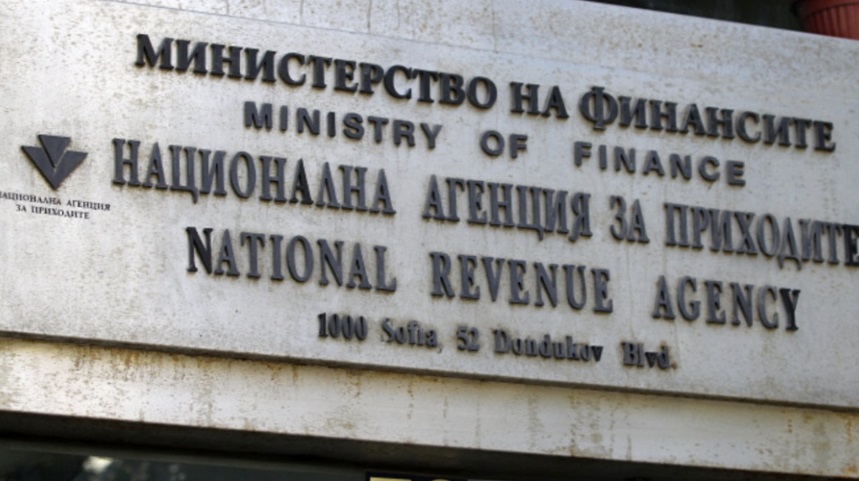 МИНИСТЕРСТВО НА ФИНАНСИТЕ
MINISTRY OF FINANCE
НАЦИОНАЛНА АГЕНЦИЯ ЗА ПРИХОДИТЕ
NATIONAL REVENUE AGENCY
1000 Sofia, 52 Dondukov Blvd.
НАЦИОНАЛНА АГЕНЦИЯ
ЗА ПРИХОДИТЕ